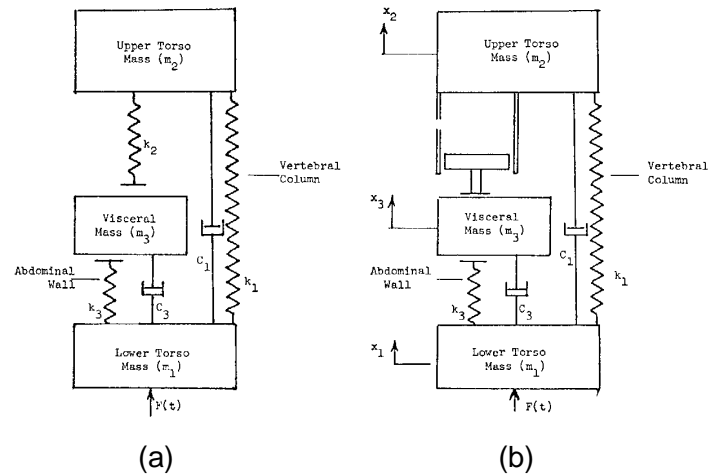 Upper Torso
Mass (m2)
k2
Vertebral
Column
Visceral
Mass (m3)
Abdominal
Wall
C1
k3
C3
k1
Lower Torso
Mass (m1)
F(t)
(a)
x2
Upper Torso
Mass (m2)
Vertebral
Column
x3
Visceral
Mass (m3)
Abdominal
Wall
C1
k3
C3
k1
x1
Lower Torso
Mass (m1)
F(t)
(b)